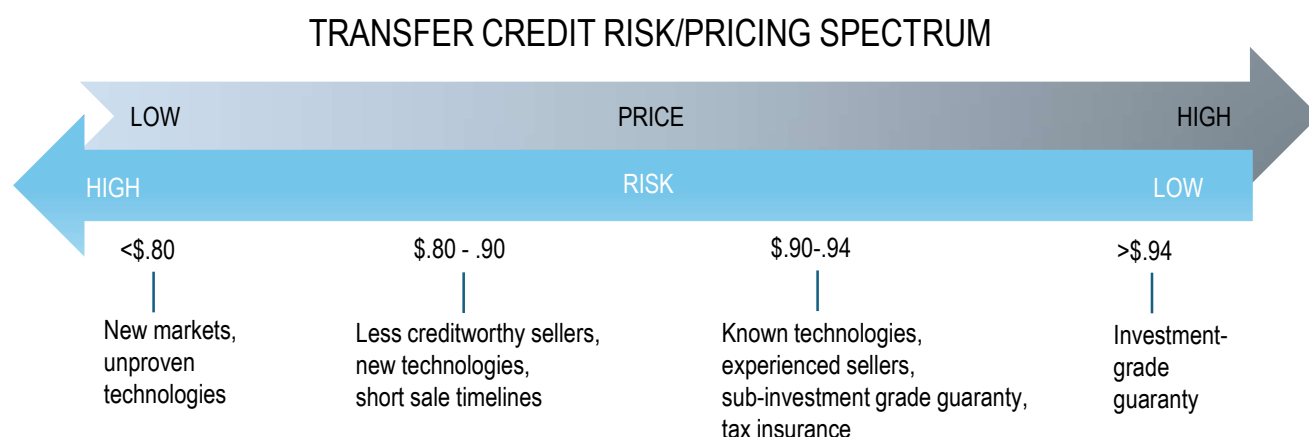 TRANSFER CREDIT RISK/PRICING SPECTRUM
LOW PRICE HIGH
HIGH RISK LOW
<$.80 $.80 - .90 $.90-.94 >$.94
New markets,
unproven
technologies
Less creditworthy sellers,
new technologies,
short sale timelines
Known technologies,
experienced sellers,
sub-investment grade guaranty,
tax insurance
Investment-
grade
guaranty